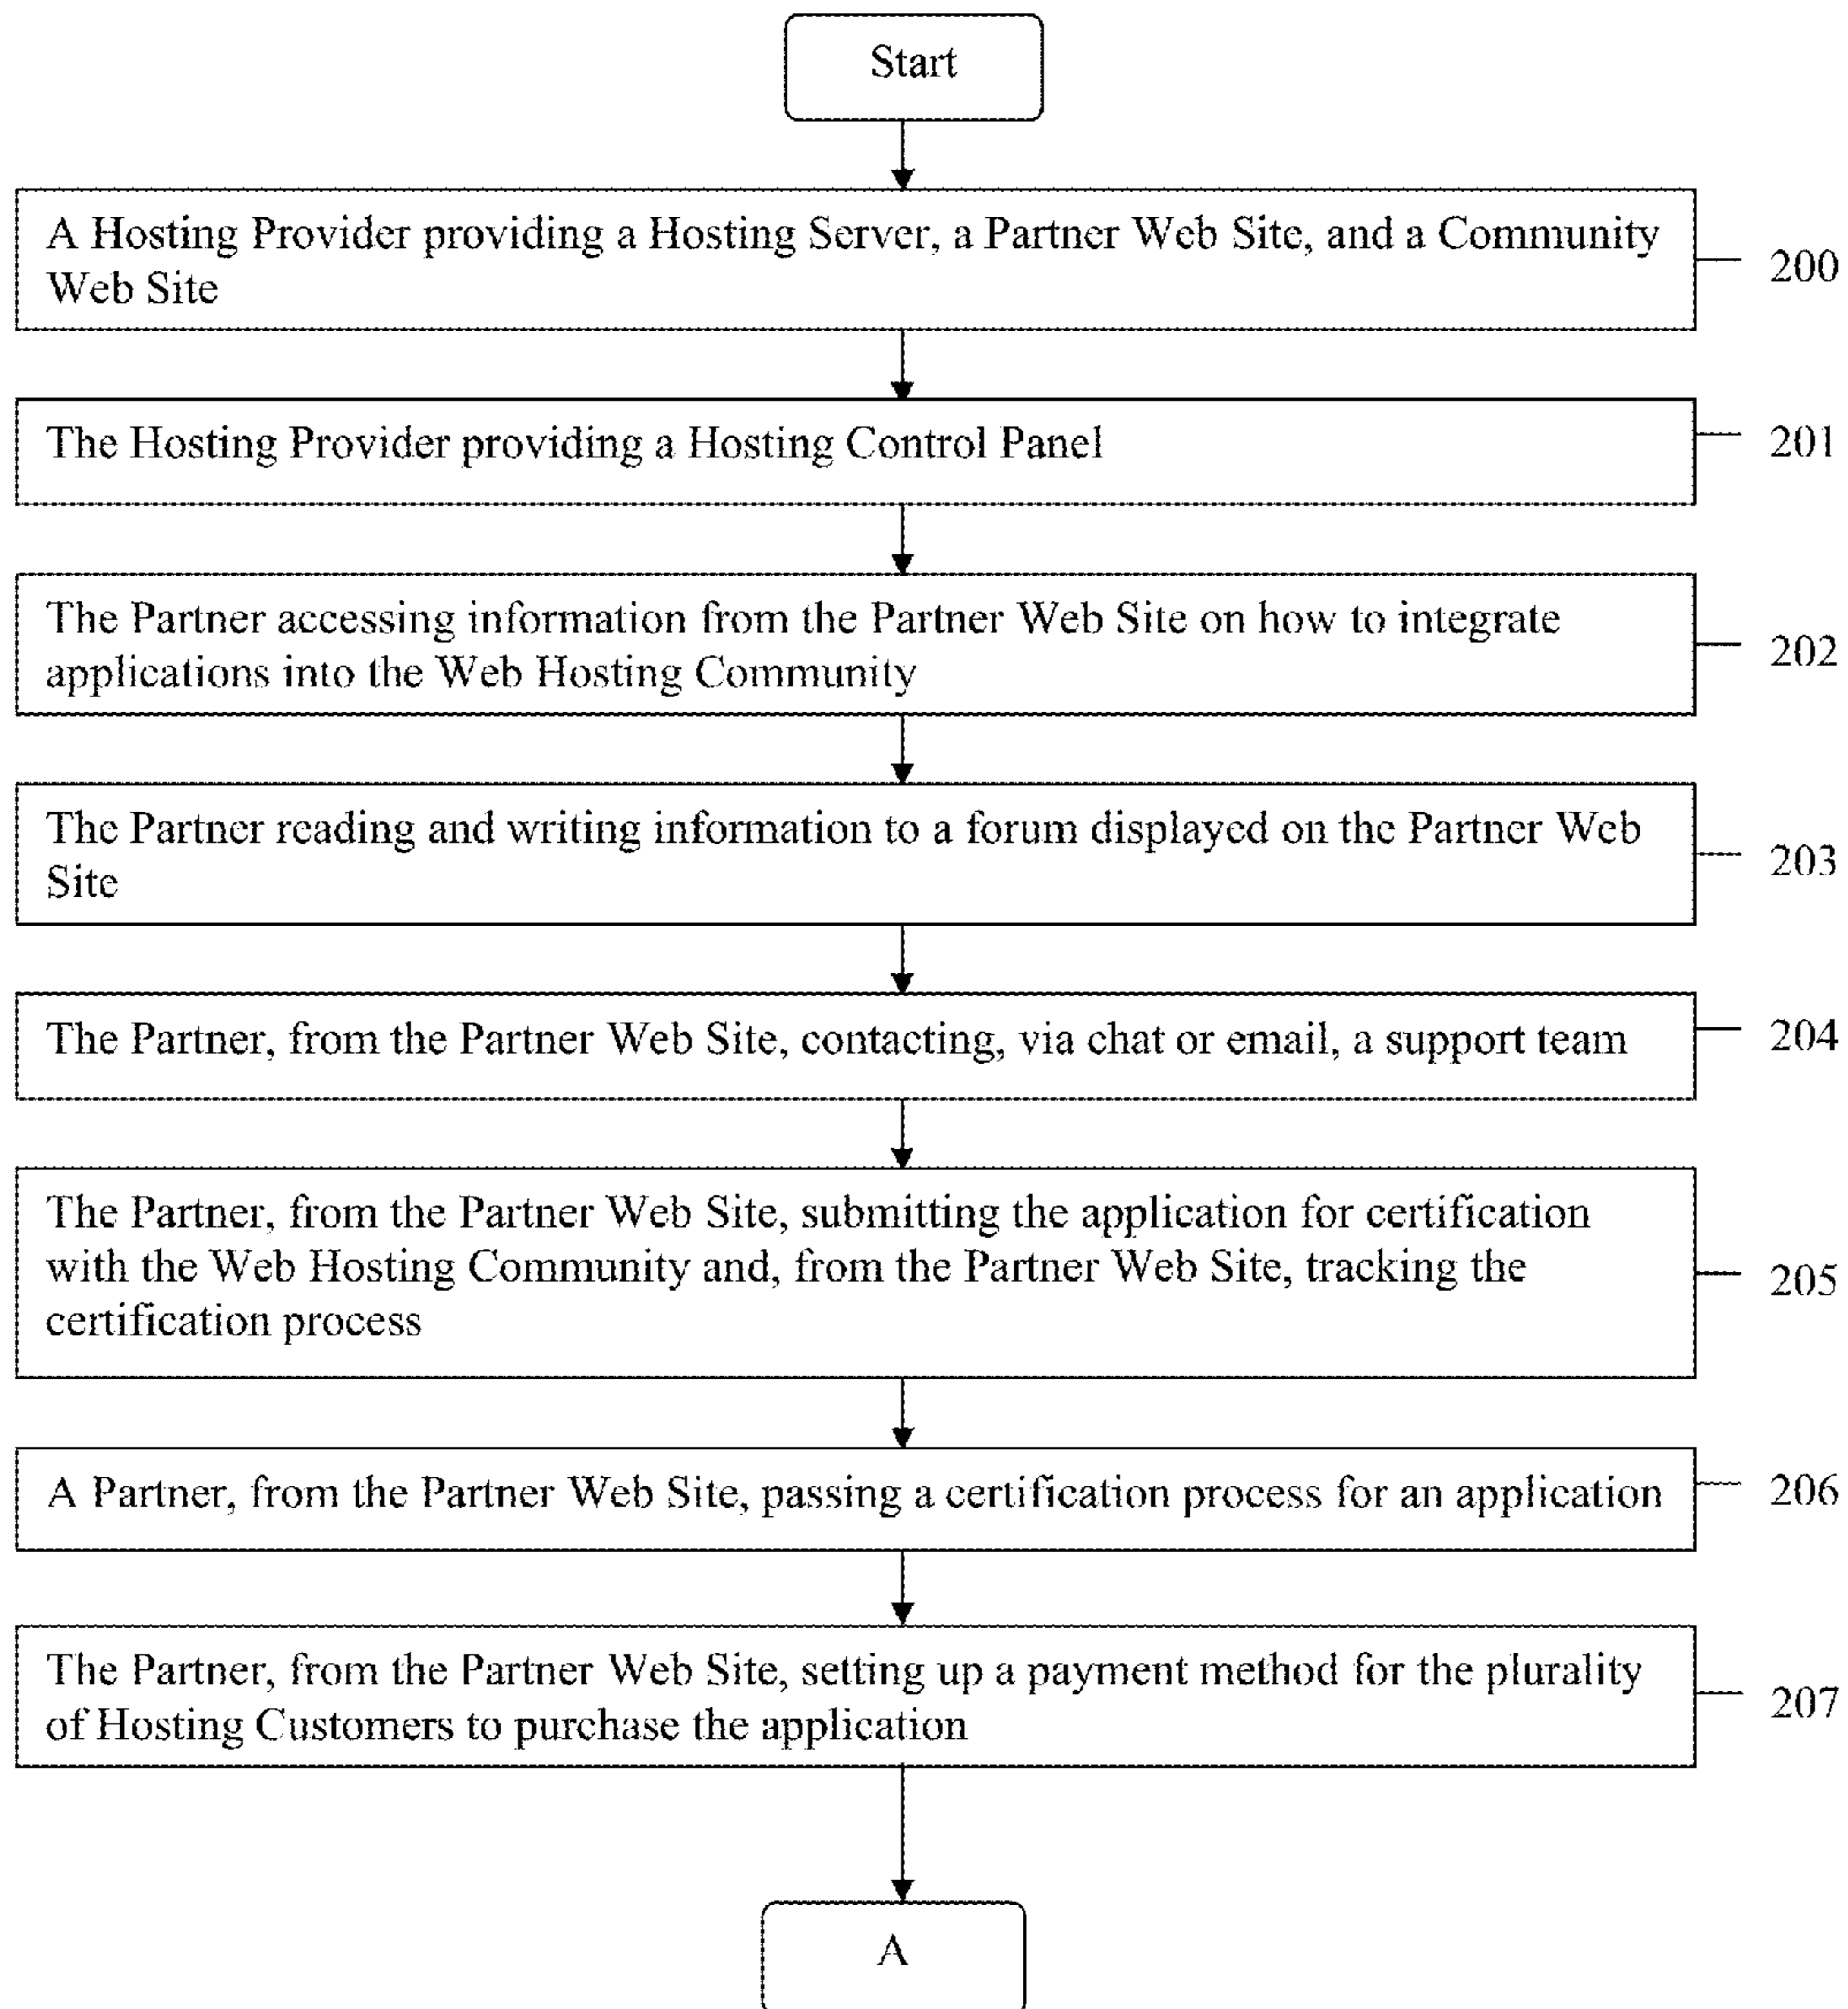 Start
A Hosting Provider providing a Hosting Server, a Partner Web Site, and a Community
Web Site
200
The Hosting Provider providing a Hosting Control Panel
201
The Partner accessing information from the Partner Web Site on how to integrate
applications into the Web Hosting Community
202
The Partner reading and writing information to a forum displayed on the Partner Web
Site
203
The Partner, from the Partner Web Site, contacting, via chat or email, a support team
204
The Partner, from the Partner Web Site, submitting the application for certification
with the Web Hosting Community and, from the Partner Web Site, tracking the
certification process
205
A Partner, from the Partner Web Site, passing a certification process for an application
206
The Partner, from the Partner Web Site, setting up a payment method for the plurality
of Hosting Customers to purchase the application
207
A